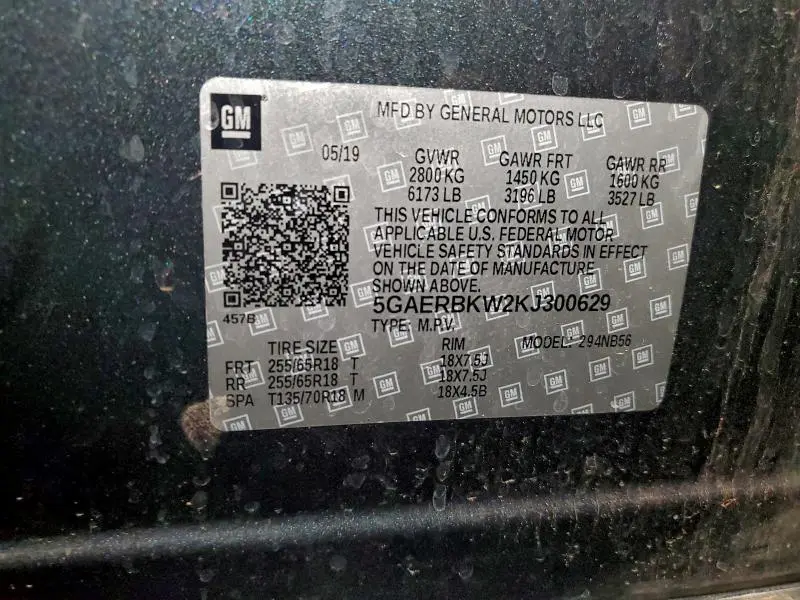 GM
MFD BY GENERAL MOTORS LLC
05/19 GVWR GAWR FRT GAWR RR
2800 KG 1450 KG 1600 KG
6173 LB 3196 LB 3527 LB
THIS VEHICLE CONFORMS TO ALL
APPLICABLE U.S. FEDERAL MOTOR
VEHICLE SAFETY STANDARDS IN EFFECT
ON THE DATE OF MANUFACTURE
SHOWN ABOVE.
457B 5GAERBKW2KJ300629
TYPE: M.P.V.
TIRE SIZE RIM MODEL: 294NB56
FRT 255/65R18 T 18X7.5J
RR 255/65R18 T 18X7.5J
SPA T135/70R18 M 18X4.5B